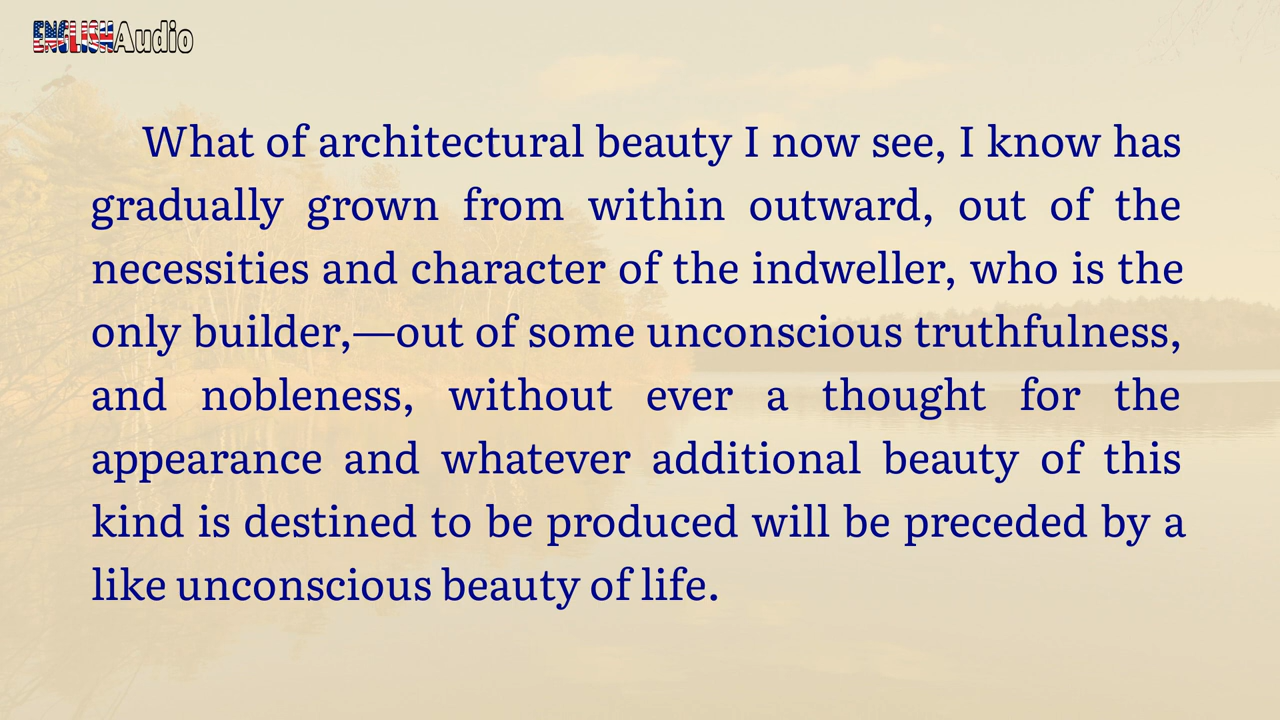 ENGLISHAudio
What of architectural beauty I now see, I know has
gradually grown from within outward, out of the
necessities and character of the indweller, who is the
only builder,—out of some unconscious truthfulness,
and nobleness, without ever a thought for the
appearance and whatever additional beauty of this
kind is destined to be produced will be preceded by a
like unconscious beauty of life.